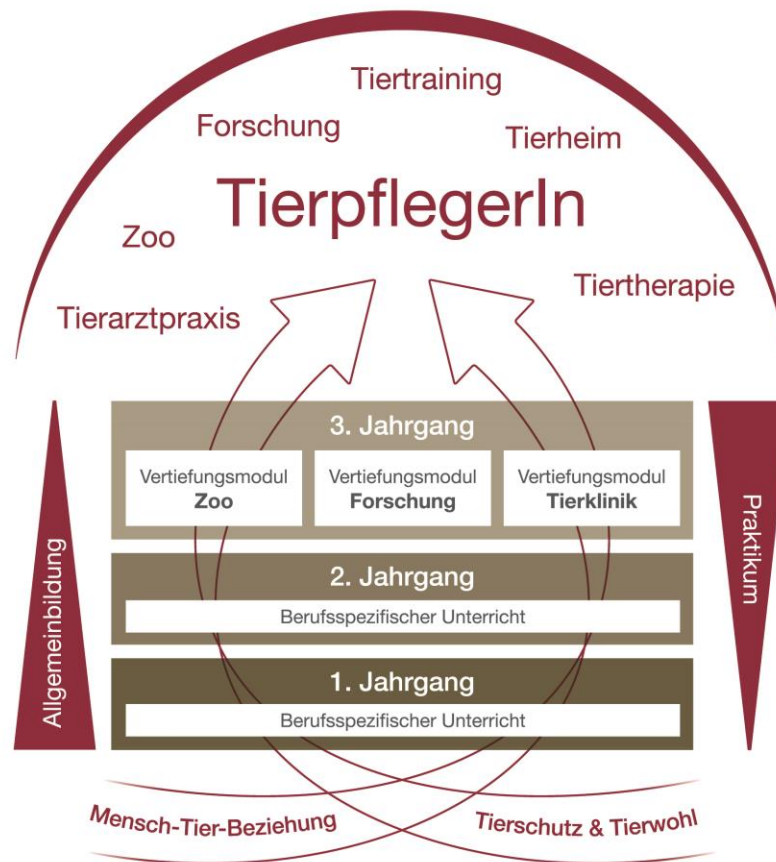 Tiertraining
Forschung
Tierheim
TierpflegerIn
Zoo
Tiertherapie
Tierarztpraxis
3. Jahrgang
Vertiefungsmodul
Zoo
Vertiefungsmodul
Forschung
Vertiefungsmodul
Tierklinik
Allgemeinbildung
Praktikum
2. Jahrgang
Berufsspezifischer Unterricht
1. Jahrgang
Berufsspezifischer Unterricht
Mensch-Tier-Beziehung
Tierschutz & Tierwohl